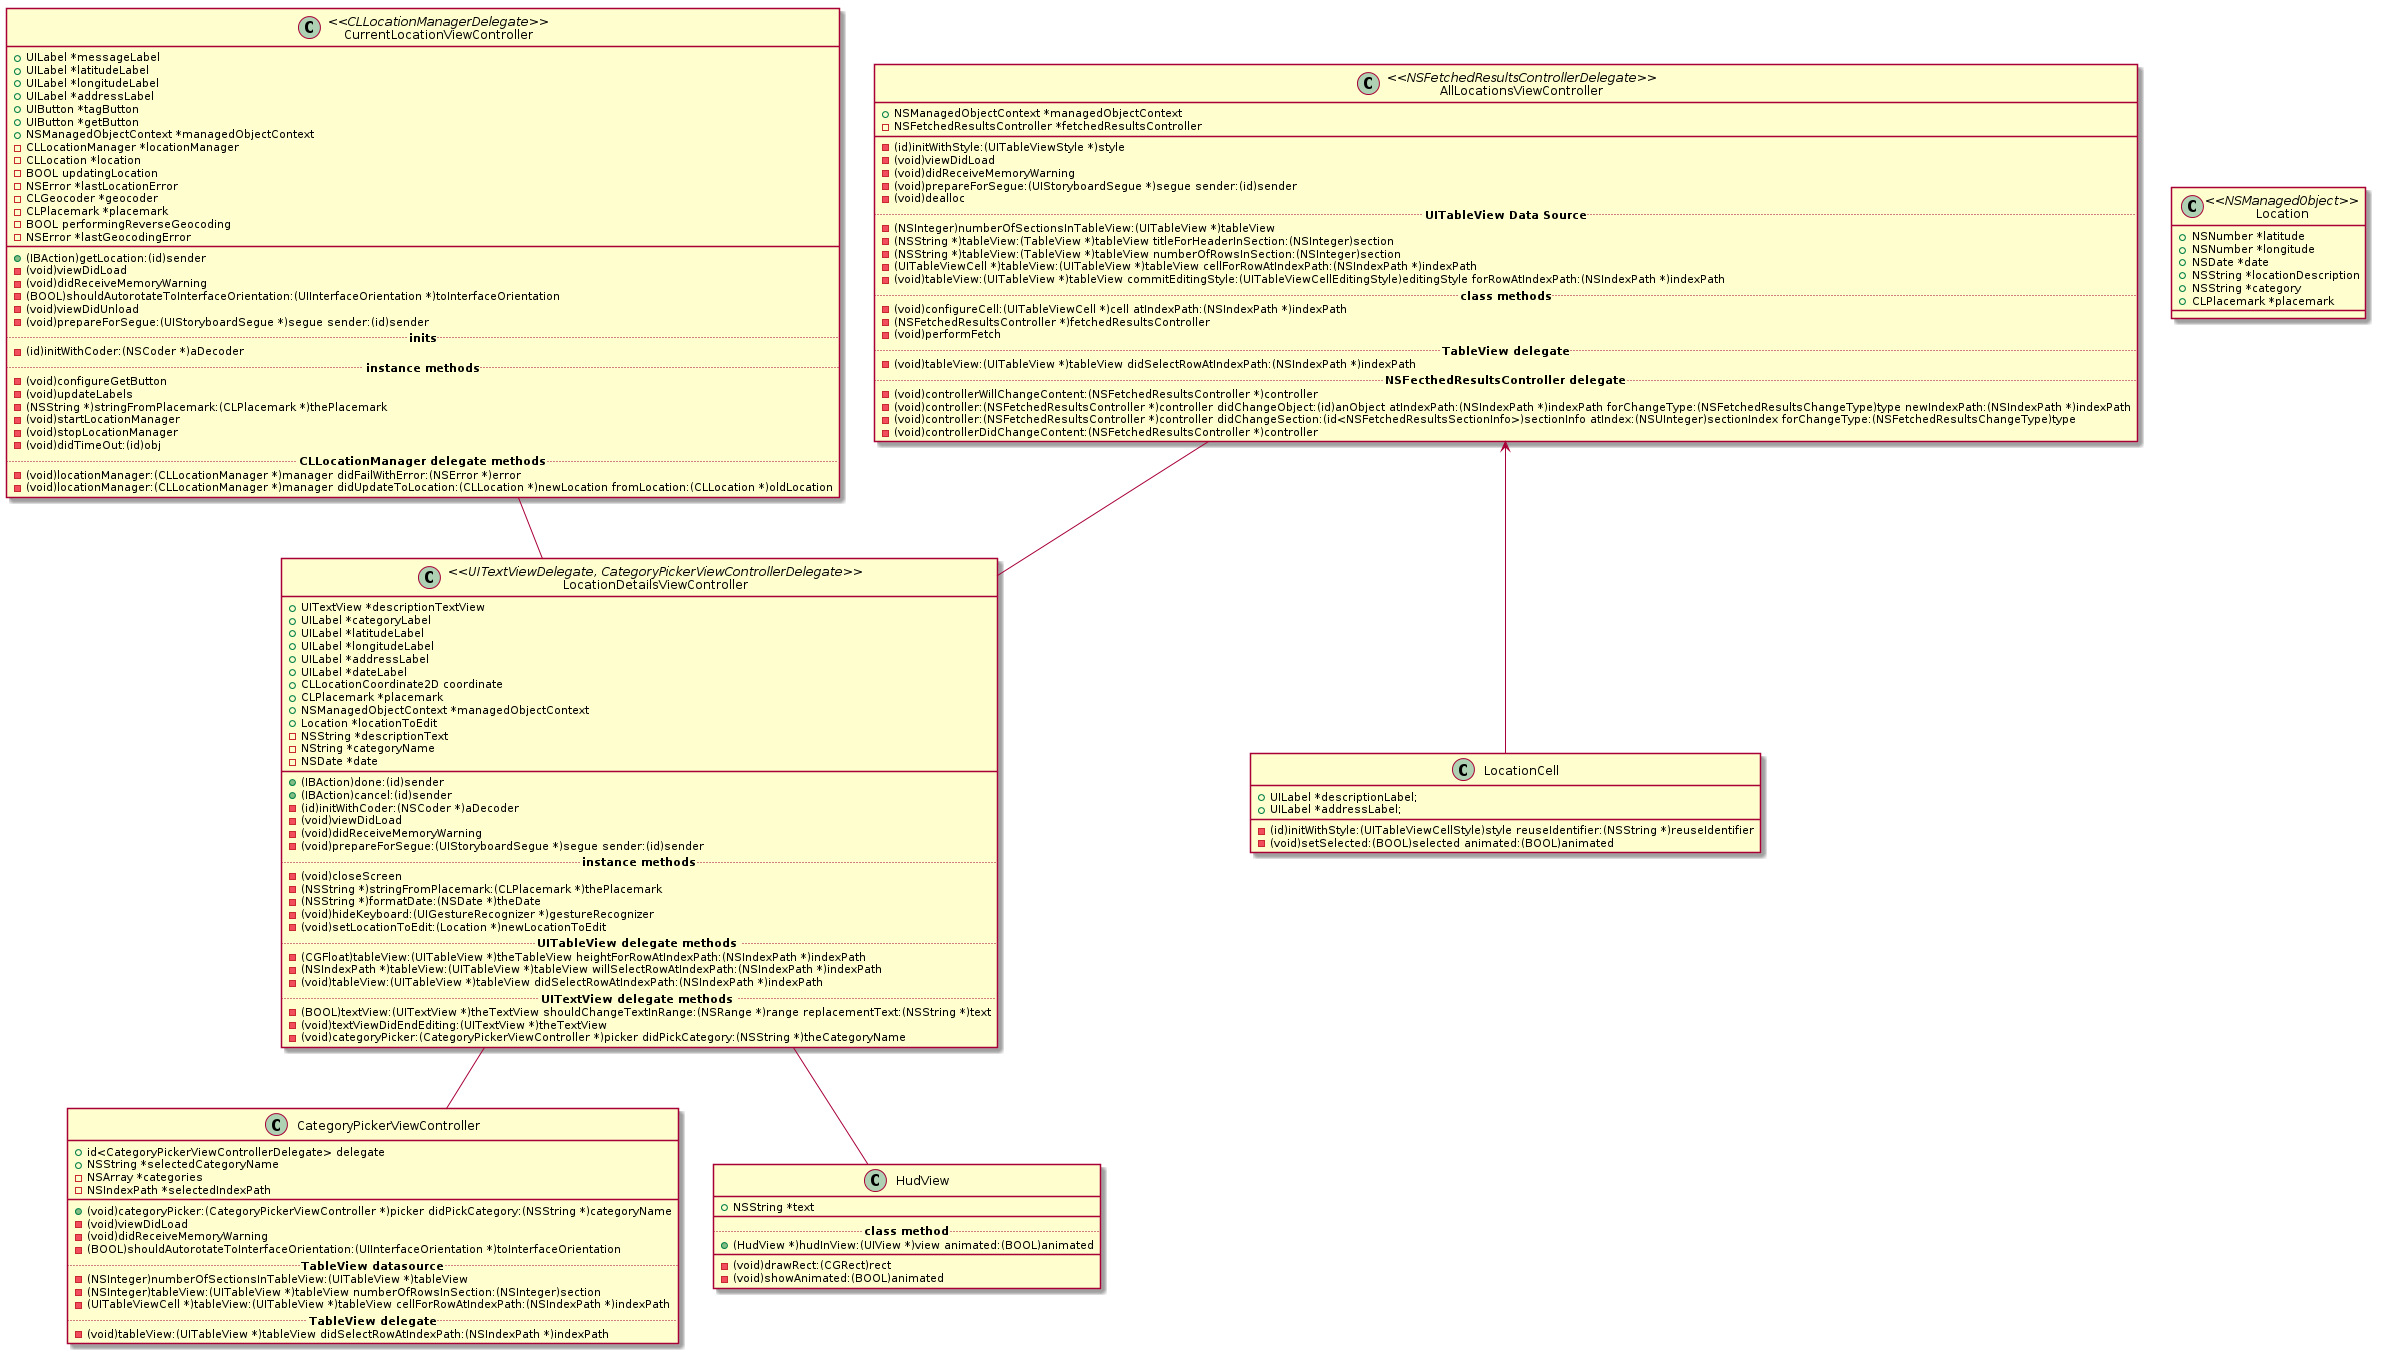 C
<<CLLocationManagerDelegate>>
CurrentLocationViewController
UILabel *messageLabel
UILabel *latitudeLabel
UILabel *longitudeLabel
UILabel *addressLabel
UIButton *tagButton
UIButton *getButton
NSManagedObjectContext *managedObjectContext
CLLocationManager *locationManager
CLLocation *location
BOOL updatingLocation
NSError *lastLocationError
CLGeocoder *geocoder
CLPlacemark *placemark
BOOL performingReverseGeocoding
NSError *lastGeocodingError
(IBAction)getLocation:(id)sender
(void)viewDidLoad
(void)didReceiveMemoryWarning
(BOOL)shouldAutorotateToInterfaceOrientation:(UIInterfaceOrientation *)toInterfaceOrientation
(void)viewDidUnload
(void)prepareForSegue:(UIStoryboardSegue *)segue sender:(id)sender
inits
(id)initWithCoder:(NSCoder *)aDecoder
instance methods
(void)configureGetButton
(void)updateLabels
(NSString *)stringFromPlacemark:(CLPlacemark *)thePlacemark
(void)startLocationManager
(void)stopLocationManager
(void)didTimeOut:(id)obj
CLLocationManager delegate methods
(void)locationManager:(CLLocationManager *)manager didFailWithError:(NSError *)error
(void)locationManager:(CLLocationManager *)manager didUpdateToLocation:(CLLocation *)newLocation fromLocation:(CLLocation *)oldLocation
C
<<NSFetchedResultsControllerDelegate>>
AllLocationsViewController
NSManagedObjectContext *managedObjectContext
NSFetchedResultsController *fetchedResultsController
(id)initWithStyle:(UITableViewStyle *)style
(void)viewDidLoad
(void)didReceiveMemoryWarning
(void)prepareForSegue:(UIStoryboardSegue *)segue sender:(id)sender
(void)dealloc
UITableView Data Source
(NSInteger)numberOfSectionsInTableView:(UITableView *)tableView
(NSString *)tableView:(TableView *)tableView titleForHeaderInSection:(NSInteger)section
(NSString *)tableView:(TableView *)tableView numberOfRowsInSection:(NSInteger)section
(UITableViewCell *)tableView:(UITableView *)tableView cellForRowAtIndexPath:(NSIndexPath *)indexPath
(void)tableView:(UITableView *)tableView commitEditingStyle:(UITableViewCellEditingStyle)editingStyle forRowAtIndexPath:(NSIndexPath *)indexPath
class methods
(void)configureCell:(UITableViewCell *)cell atIndexPath:(NSIndexPath *)indexPath
(NSFetchedResultsController *)fetchedResultsController
(void)performFetch
TableView delegate
(void)tableView:(UITableView *)tableView didSelectRowAtIndexPath:(NSIndexPath *)indexPath
NSFecthedResultsController delegate
(void)controllerWillChangeContent:(NSFetchedResultsController *)controller
(void)controller:(NSFetchedResultsController *)controller didChangeObject:(id)anObject atIndexPath:(NSIndexPath *)indexPath forChangeType:(NSFetchedResultsChangeType)type newIndexPath:(NSIndexPath *)indexPath
(void)controller:(NSFetchedResultsController *)controller didChangeSection:(id<NSFetchedResultsSectionInfo>)sectionInfo atIndex:(NSUInteger)sectionIndex forChangeType:(NSFetchedResultsChangeType)type
(void)controllerDidChangeContent:(NSFetchedResultsController *)controller
C
<<NSManagedObject>>
Location
NSNumber *latitude
NSNumber *longitude
NSDate *date
NSString *locationDescription
NSString *category
CLPlacemark *placemark
C
<<UITextViewDelegate, CategoryPickerViewControllerDelegate>>
LocationDetailsViewController
UITextView *descriptionTextView
UILabel *categoryLabel
UILabel *latitudeLabel
UILabel *longitudeLabel
UILabel *addressLabel
UILabel *dateLabel
CLLocationCoordinate2D coordinate
CLPlacemark *placemark
NSManagedObjectContext *managedObjectContext
Location *locationToEdit
NSString *descriptionText
NString *categoryName
NSDate *date
(IBAction)done:(id)sender
(IBAction)cancel:(id)sender
(id)initWithCoder:(NSCoder *)aDecoder
(void)viewDidLoad
(void)didReceiveMemoryWarning
(void)prepareForSegue:(UIStoryboardSegue *)segue sender:(id)sender
instance methods
(void)closeScreen
(NSString *)stringFromPlacemark:(CLPlacemark *)thePlacemark
(NSString *)formatDate:(NSDate *)theDate
(void)hideKeyboard:(UIGestureRecognizer *)gestureRecognizer
(void)setLocationToEdit:(Location *)newLocationToEdit
UITableView delegate methods
(CGFloat)tableView:(UITableView *)theTableView heightForRowAtIndexPath:(NSIndexPath *)indexPath
(NSIndexPath *)tableView:(UITableView *)tableView willSelectRowAtIndexPath:(NSIndexPath *)indexPath
(void)tableView:(UITableView *)tableView didSelectRowAtIndexPath:(NSIndexPath *)indexPath
UITextView delegate methods
(BOOL)textView:(UITextView *)theTextView shouldChangeTextInRange:(NSRange *)range replacementText:(NSString *)text
(void)textViewDidEndEditing:(UITextView *)theTextView
(void)categoryPicker:(CategoryPickerViewController *)picker didPickCategory:(NSString *)theCategoryName
C
LocationCell
UILabel *descriptionLabel;
UILabel *addressLabel;
(id)initWithStyle:(UITableViewCellStyle)style reuseIdentifier:(NSString *)reuseIdentifier
(void)setSelected:(BOOL)selected animated:(BOOL)animated
C
CategoryPickerViewController
id<CategoryPickerViewControllerDelegate> delegate
NSString *selectedCategoryName
NSArray *categories
NSIndexPath *selectedIndexPath
(void)categoryPicker:(CategoryPickerViewController *)picker didPickCategory:(NSString *)categoryName
(void)viewDidLoad
(void)didReceiveMemoryWarning
(BOOL)shouldAutorotateToInterfaceOrientation:(UIInterfaceOrientation *)toInterfaceOrientation
TableView datasource
(NSInteger)numberOfSectionsInTableView:(UITableView *)tableView
(NSInteger)tableView:(UITableView *)tableView numberOfRowsInSection:(NSInteger)section
(UITableViewCell *)tableView:(UITableView *)tableView cellForRowAtIndexPath:(NSIndexPath *)indexPath
TableView delegate
(void)tableView:(UITableView *)tableView didSelectRowAtIndexPath:(NSIndexPath *)indexPath
C
HudView
NSString *text
class method
(HudView *)hudInView:(UIView *)view animated:(BOOL)animated
(void)drawRect:(CGRect)rect
(void)showAnimated:(BOOL)animated